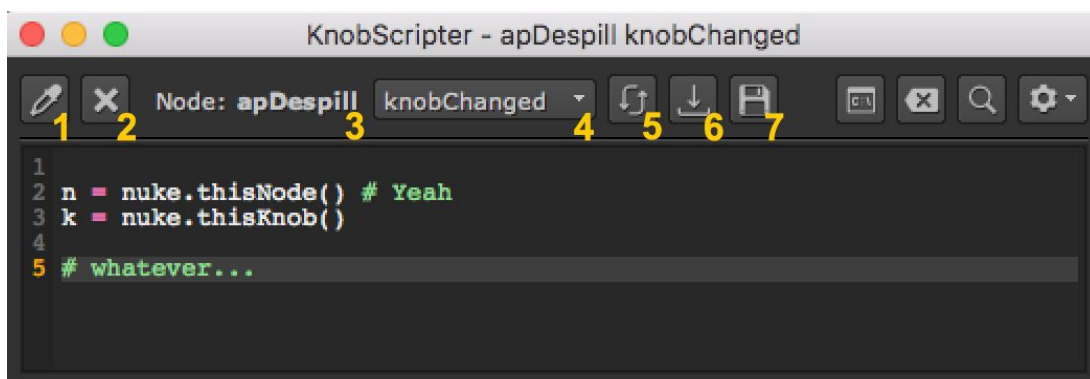 KnobScripter - apDespill knobChanged
Node: apDespill knobChanged
1 2 3 4 5 6 7
1
2 n = nuke.thisNode() # Yeah
3 k = nuke.thisKnob()
4
5 # whatever...